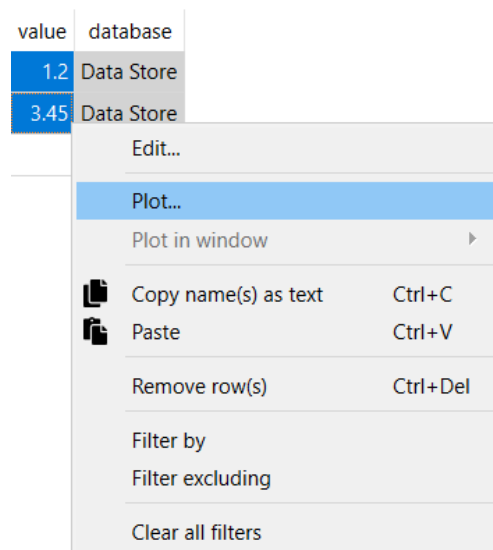 value database
1.2 Data Store
3.45 Data Store
Edit...
Plot...
Plot in window
Copy name(s) as text Ctrl+C
Paste Ctrl+V
Remove row(s) Ctrl+Del
Filter by
Filter excluding
Clear all filters